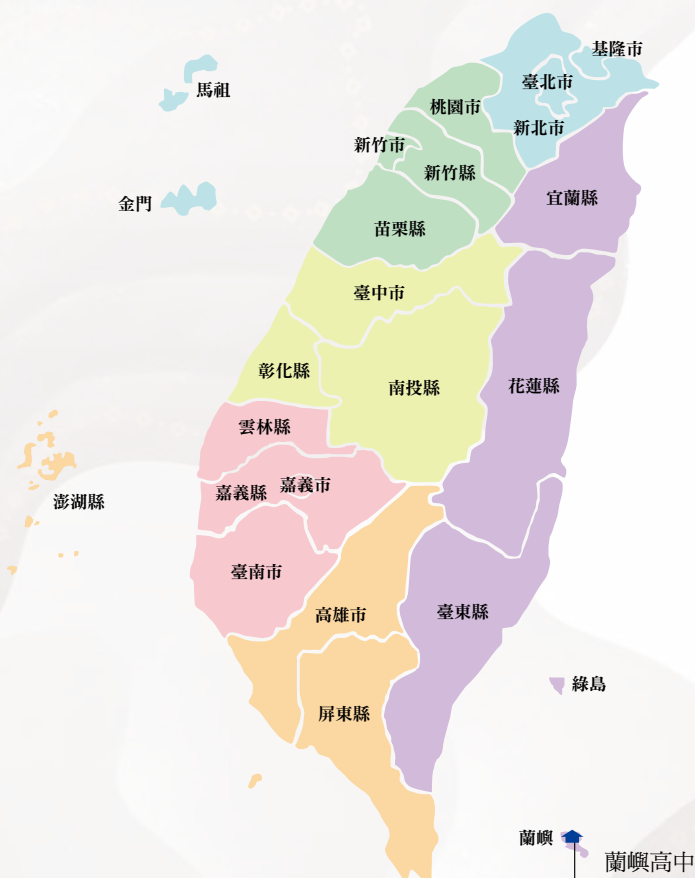 基隆市
臺北市
馬祖
桃園市
新北市
新竹市
新竹縣
宜蘭縣
金門
苗栗縣
臺中市
彰化縣
花蓮縣
南投縣
雲林縣
嘉義市
嘉義縣
澎湖縣
臺南市
臺東縣
高雄市
綠島
屏東縣
蘭嶼
蘭嶼高中